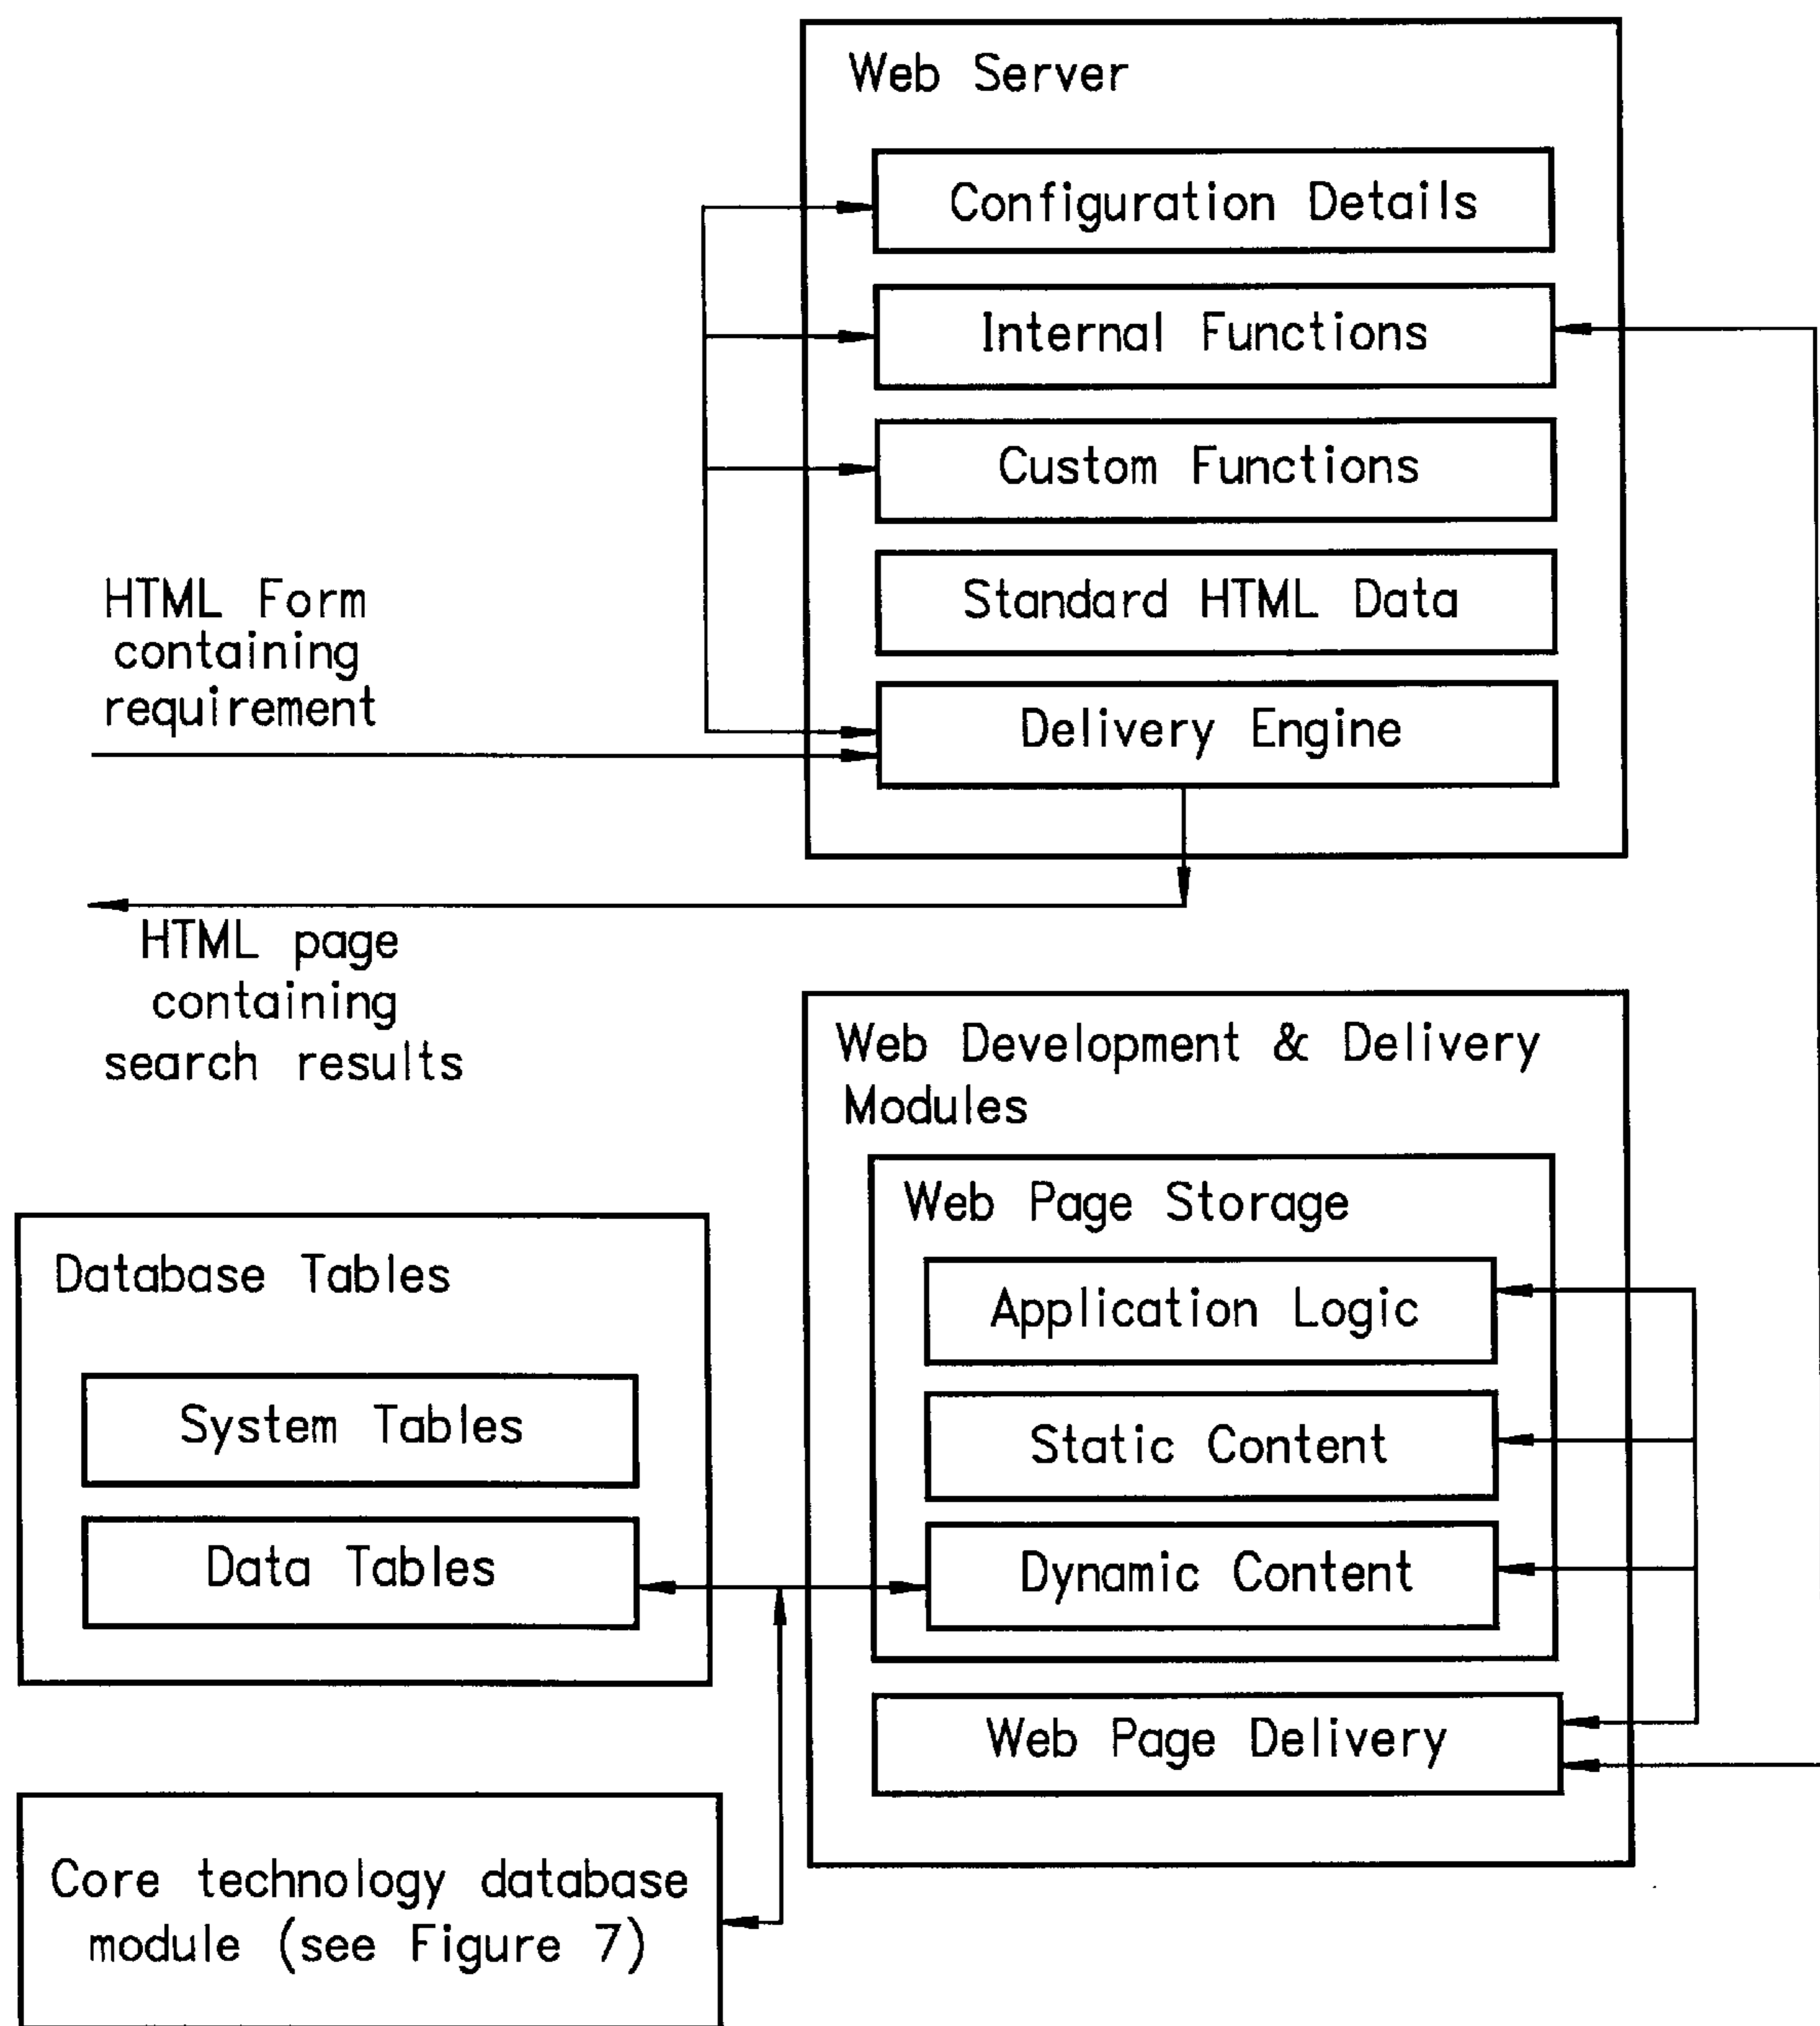 Web Server
Configuration Details
Internal Functions
Custom Functions
Standard HTML Data
Delivery Engine
HTML Form
containing
requirement
HTML page
containing
search results
Web Development & Delivery
Modules
Web Page Storage
Application Logic
Static Content
Dynamic Content
Web Page Delivery
Database Tables
System Tables
Data Tables
Core technology database
module (see Figure 7)